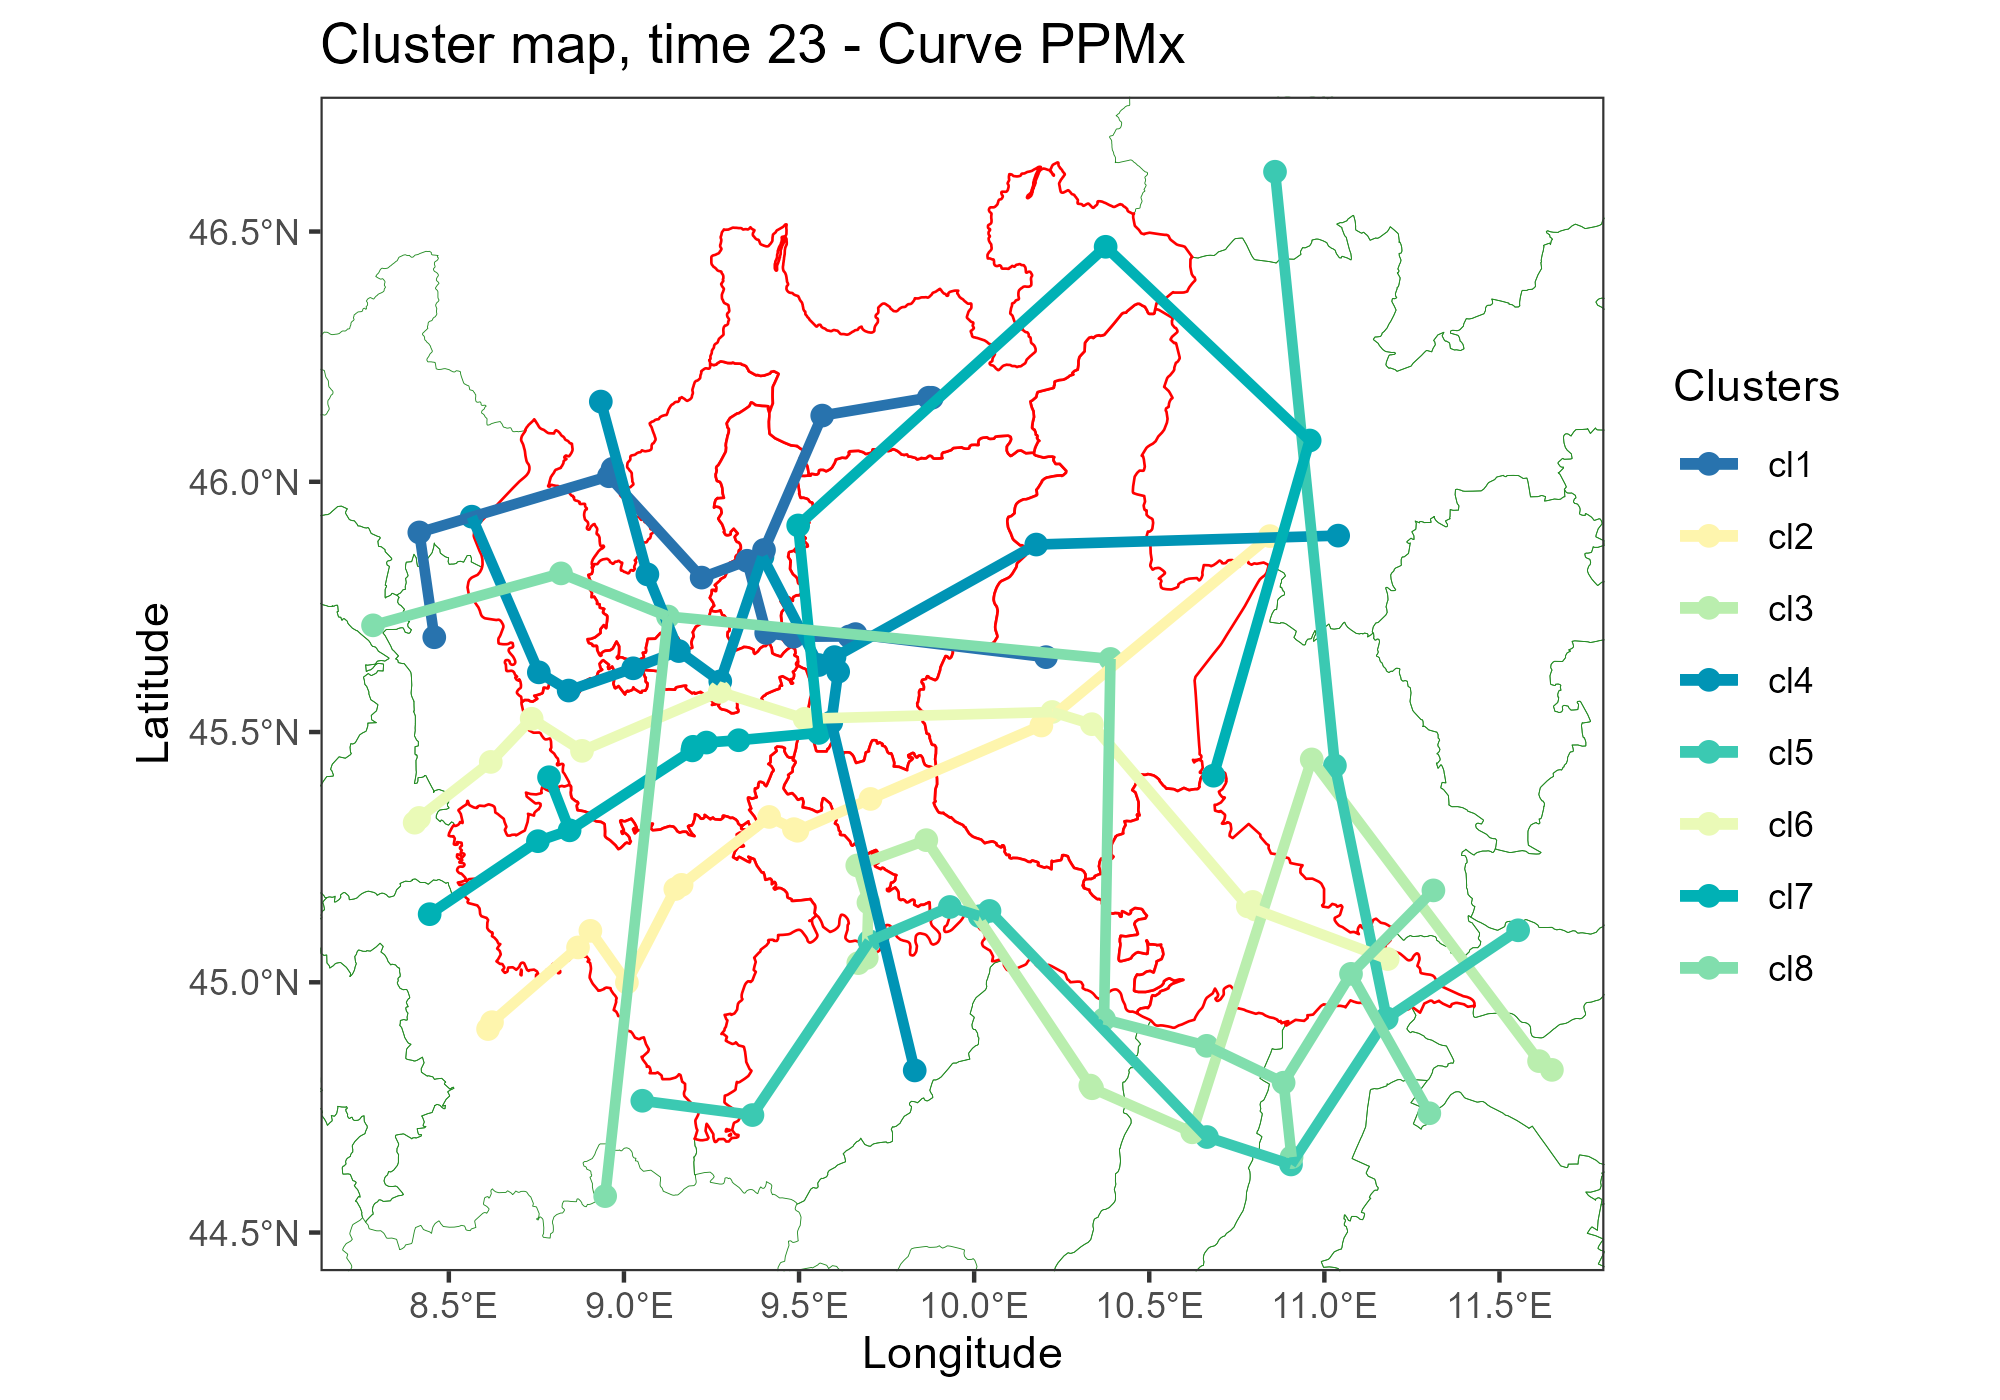 Cluster map, time 23 - Curve PPMx
46.5°N
46.0°N
45.5°N
45.0°N
44.5°N
Latitude
8.5°E
9.0°E
9.5°E
10.0°E
10.5°E
11.0°E
11.5°E
Longitude
Clusters
cl1
cl2
cl3
cl4
cl5
cl6
cl7
cl8